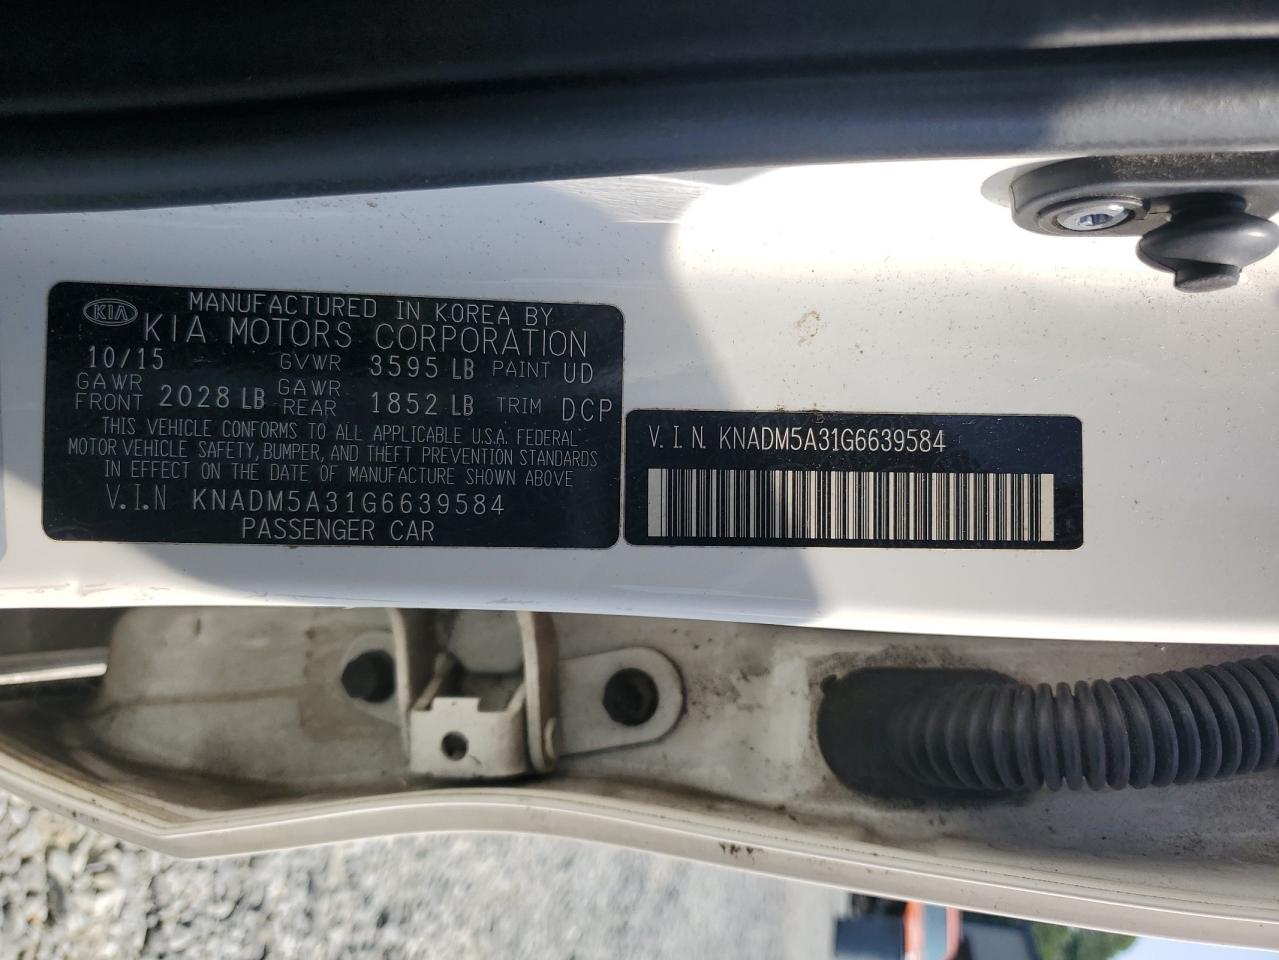 KIA
MANUFACTURED IN KOREA BY
KIA MOTORS CORPORATION
10/15 GVWR 3595 LB PAINT UD
GAWR FRONT 2028 LB GAWR REAR 1852 LB TRIM DCP
THIS VEHICLE CONFORMS TO ALL APPLICABLE U.S.A. FEDERAL
MOTOR VEHICLE SAFETY, BUMPER, AND THEFT PREVENTION STANDARDS
IN EFFECT ON THE DATE OF MANUFACTURE SHOWN ABOVE
V.I.N KNADM5A31G6639584
PASSENGER CAR
V.I.N. KNADM5A31G6639584